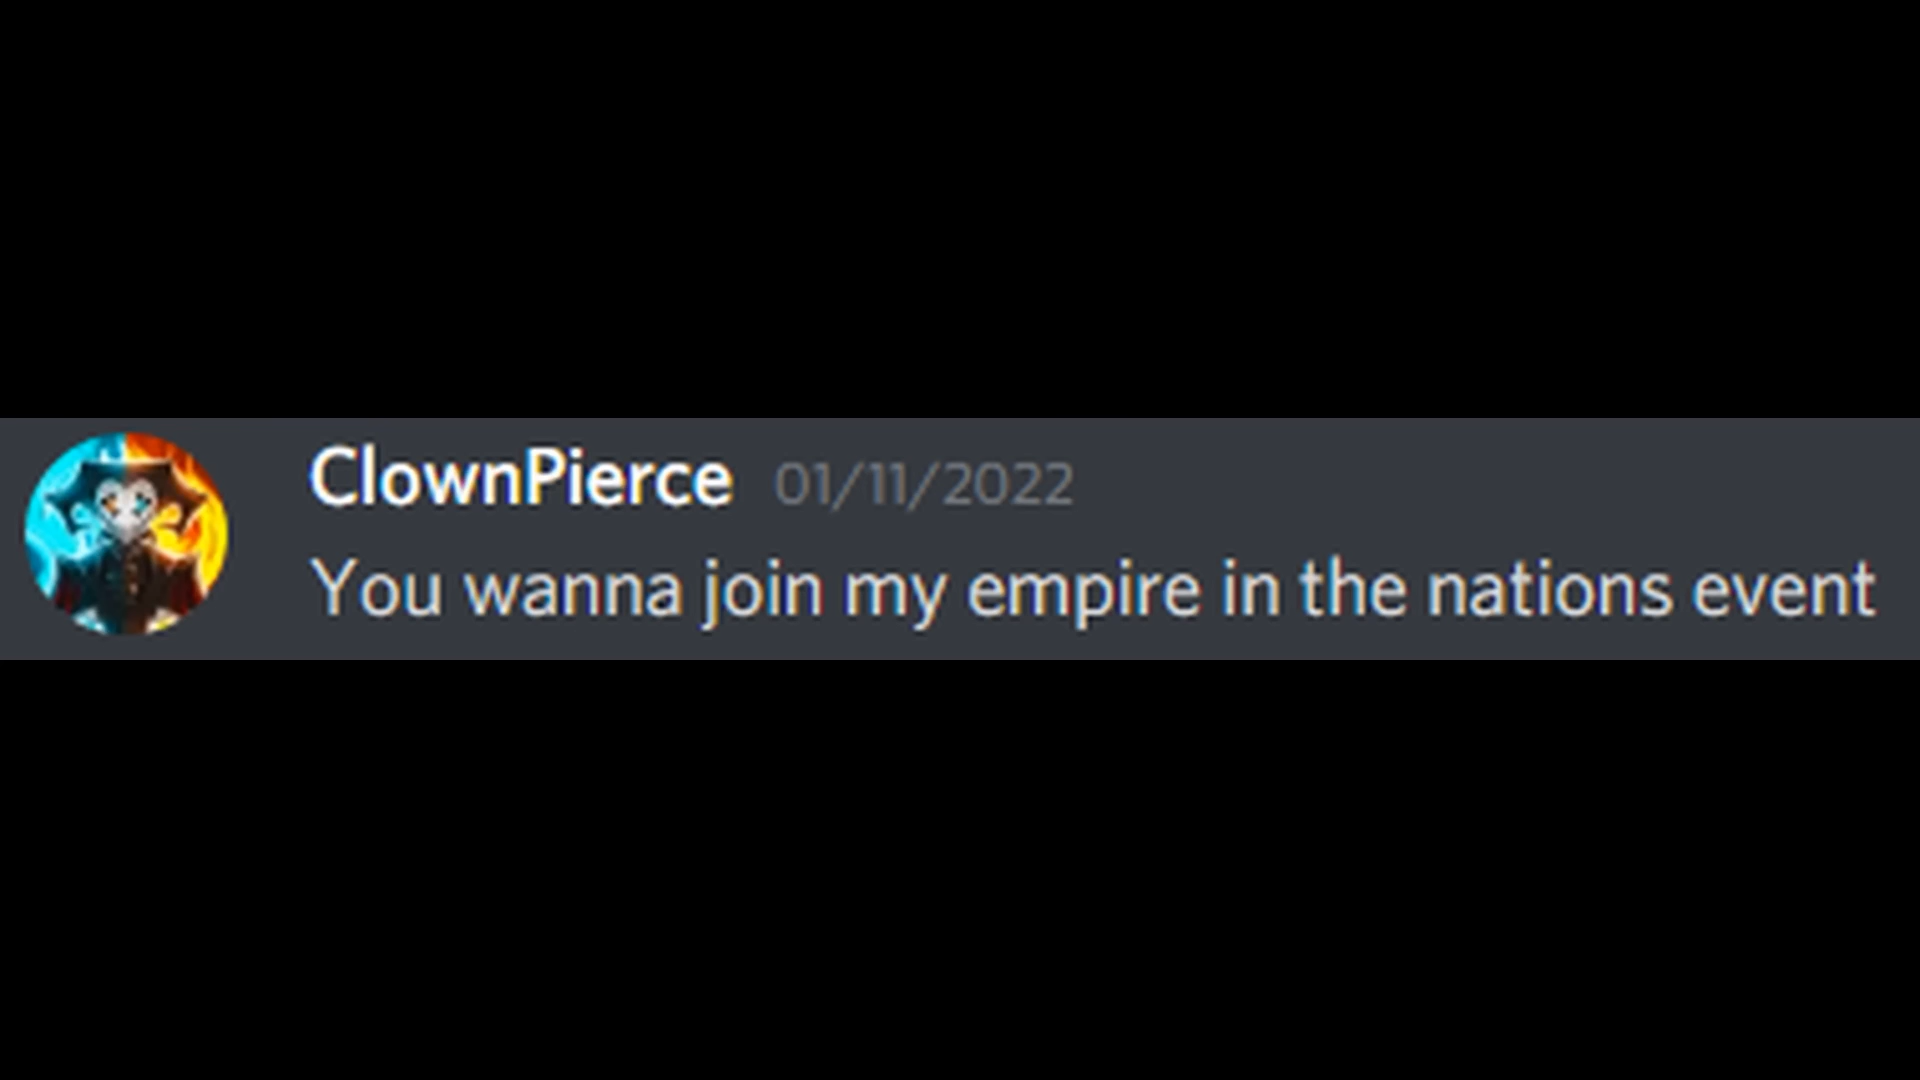 ClownPierce 01/11/2022
You wanna join my empire in the nations event